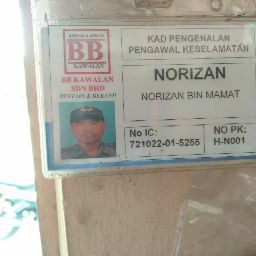 BB
KAWALAN
BB KAWALAN
SDN BHD
KAD PENGENALAN
PENGAWAL KESELAMATAN
NORIZAN
NORIZAN BIN MAMAT
No IC:
721022-01-5255
NO PK:
H-N001